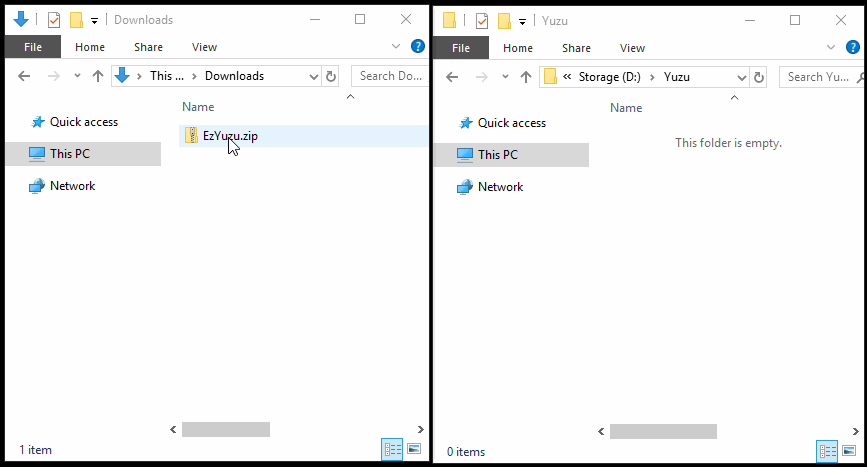 Downloads
File Home Share View
This ... Downloads Search Do...
Name
Quick access
EzYuzu.zip
This PC
Network
1 item
Yuzu
File Home Share View
Storage (D:) Yuzu Search Yu...
Name
Quick access
This folder is empty.
This PC
Network
0 items